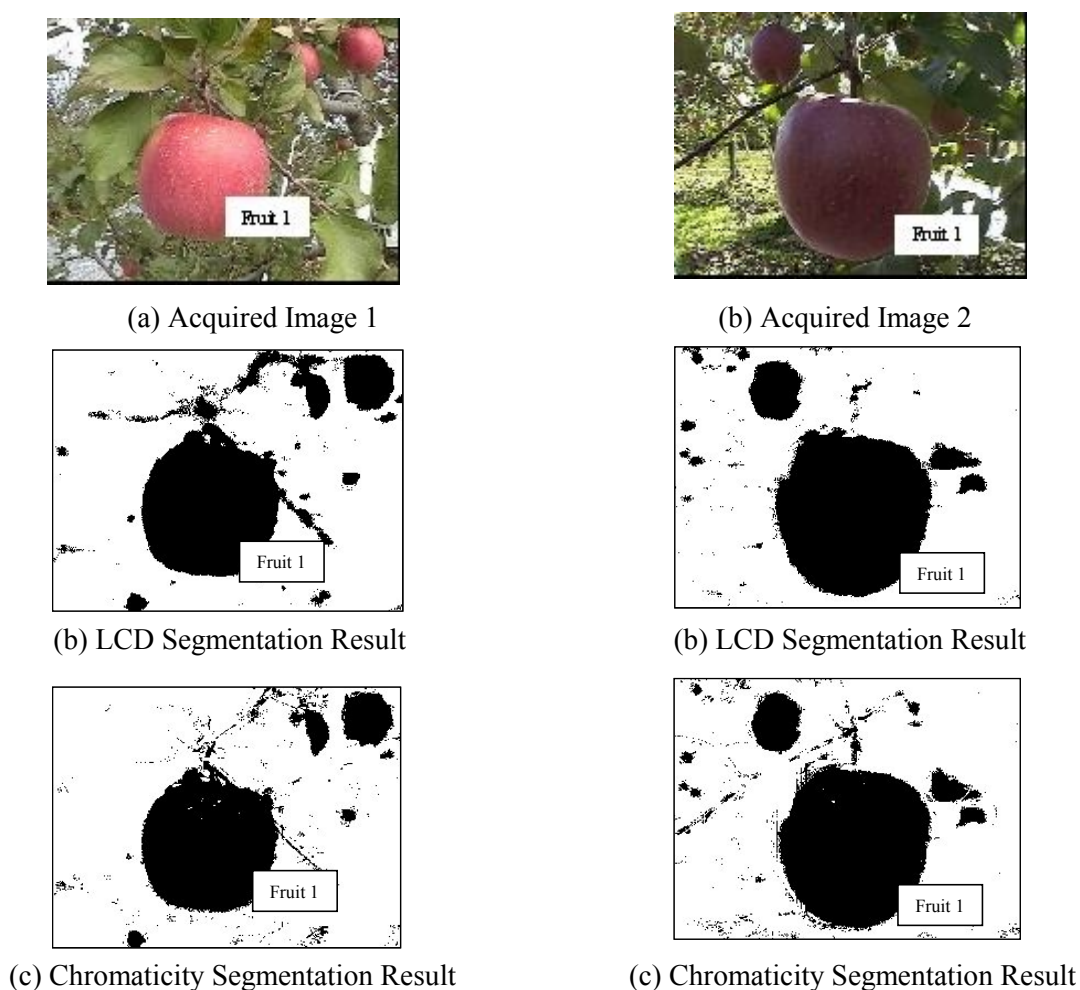 Fruit 1
Fruit 1
(a) Acquired Image 1
(b) Acquired Image 2
Fruit 1
Fruit 1
(b) LCD Segmentation Result
(b) LCD Segmentation Result
Fruit 1
Fruit 1
(c) Chromaticity Segmentation Result
(c) Chromaticity Segmentation Result